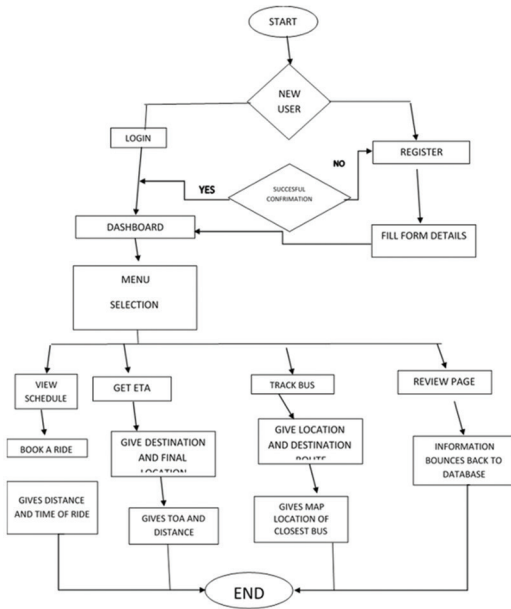 START
NEW
USER
LOGIN
NO
REGISTER
YES
SUCCESFUL
CONFRIMATION
DASHBOARD
FILL FORM DETAILS
MENU
SELECTION
VIEW
SCHEDULE
GET ETA
TRACK BUS
REVIEW PAGE
BOOK A RIDE
GIVE DESTINATION
AND FINAL
LOCATION
GIVE LOCATION
AND DESTINATION
ROUTE
INFORMATION
BOUNCES BACK TO
DATABASE
GIVES DISTANCE
AND TIME OF RIDE
GIVES TOA AND
DISTANCE
GIVES MAP
LOCATION OF
CLOSEST BUS
END